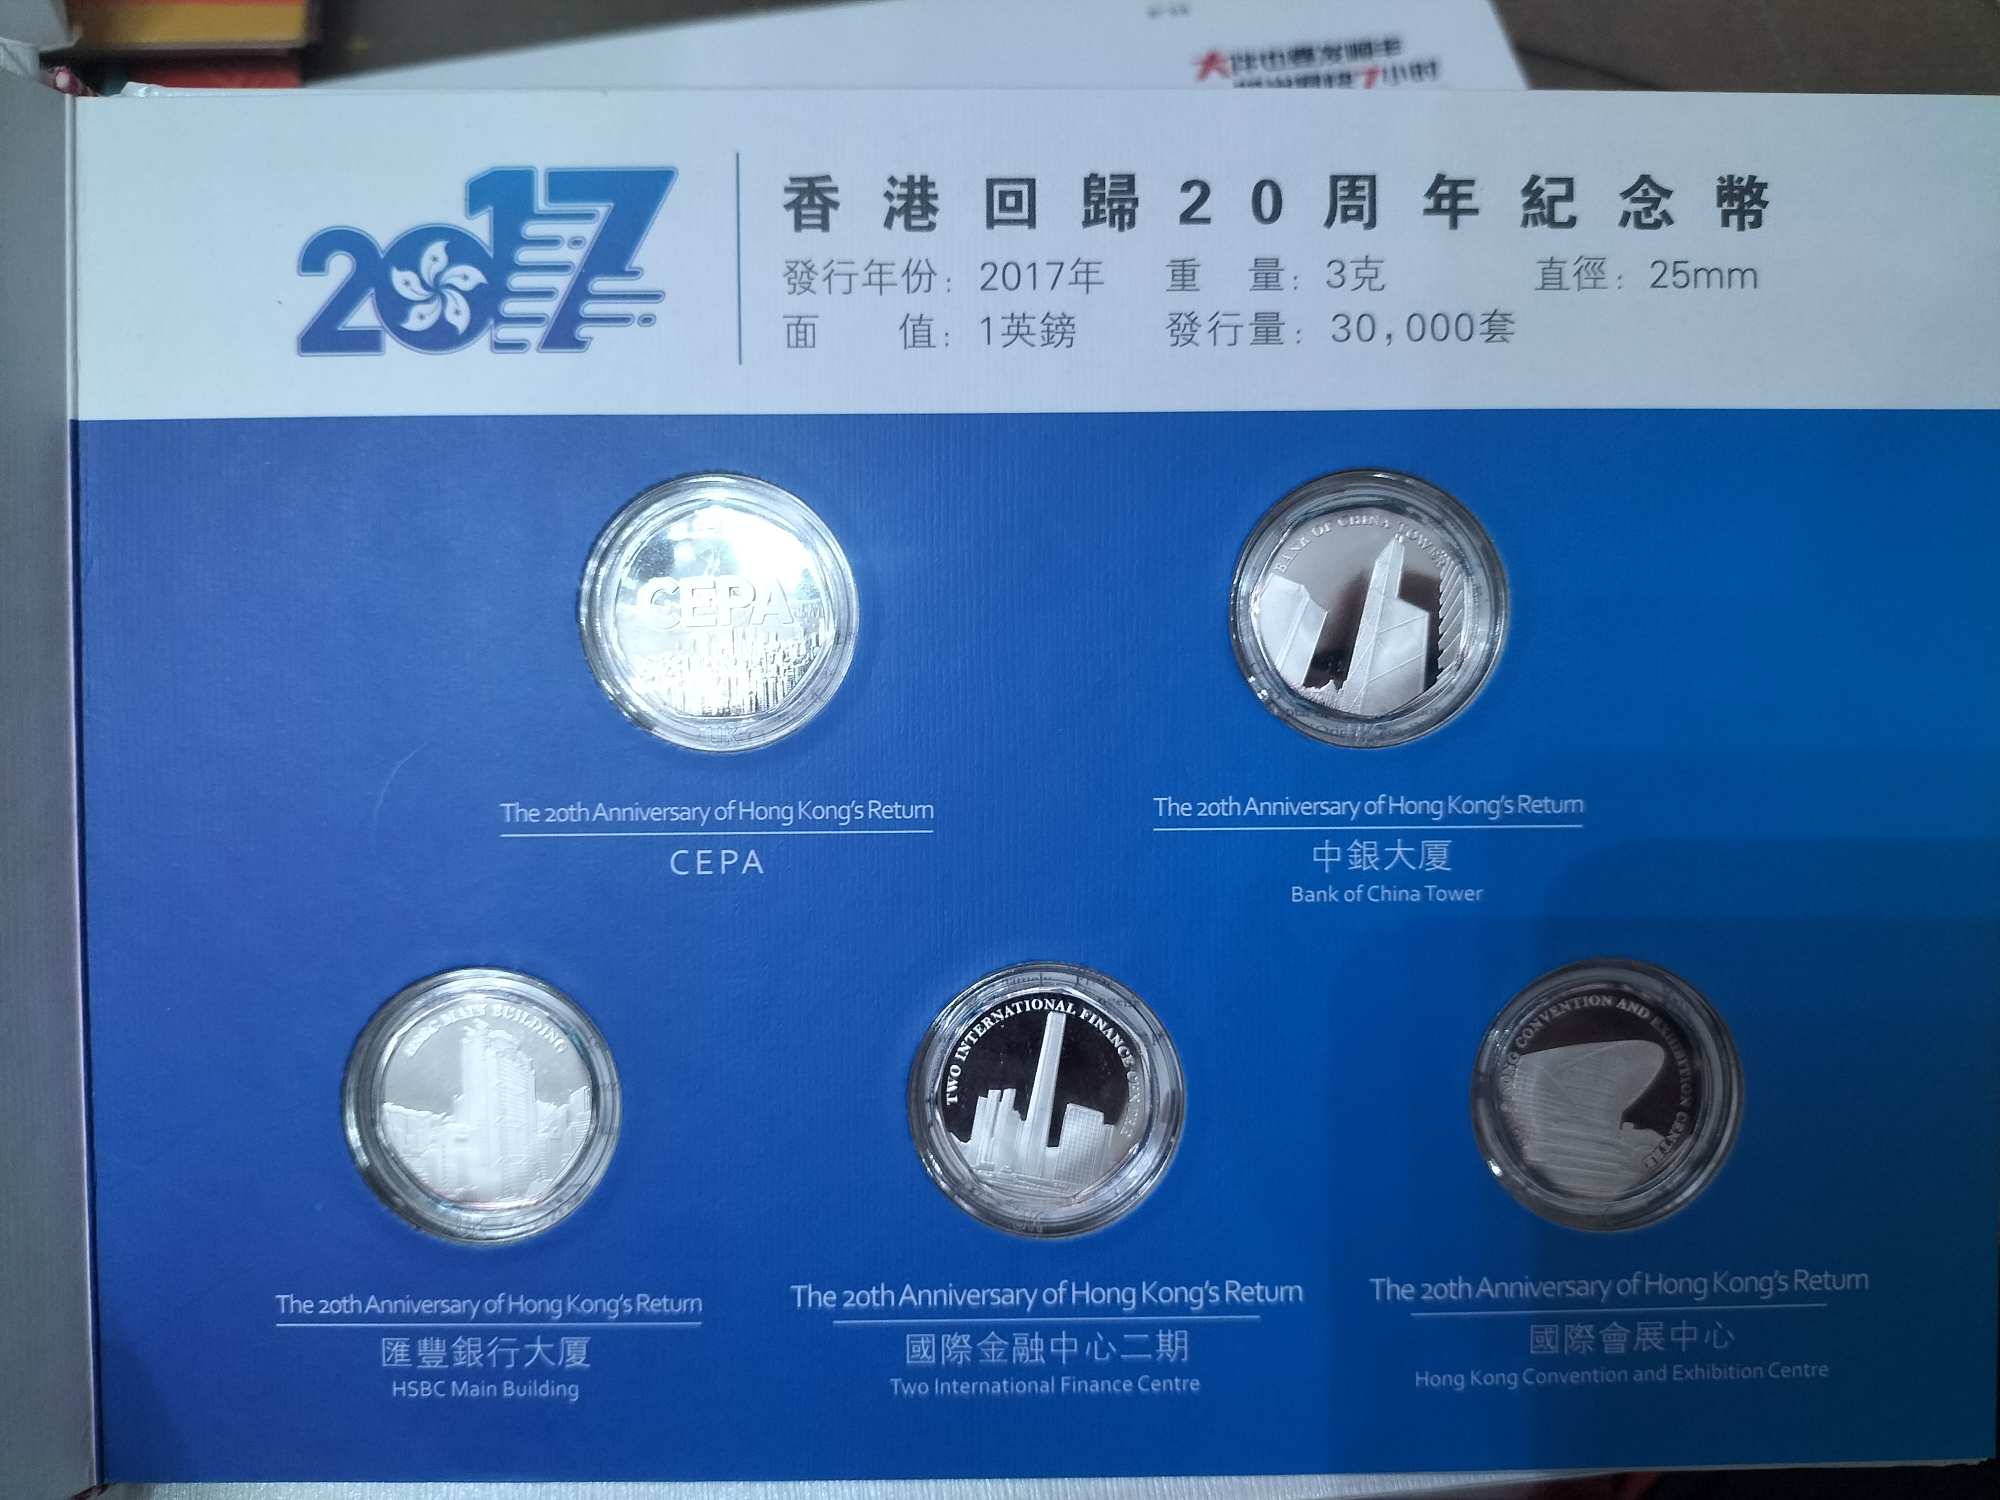 2017
香港回歸20周年紀念幣
發行年份：2017年 重量：3克 直徑：25mm
面值：1英鎊 發行量：30,000套
CEPA
BANK OF CHINA TOWER
The 20th Anniversary of Hong Kong's Return
CEPA
The 20th Anniversary of Hong Kong's Return
中銀大厦
Bank of China Tower
HSBC MAIN BUILDING
TWO INTERNATIONAL FINANCE CENTRE
KONG CONVENTION AND EXHIBITION CENTRE
The 20th Anniversary of Hong Kong's Return
匯豐銀行大厦
HSBC Main Building
The 20th Anniversary of Hong Kong's Return
國際金融中心二期
Two International Finance Centre
The 20th Anniversary of Hong Kong's Return
國際會展中心
Hong Kong Convention and Exhibition Centre